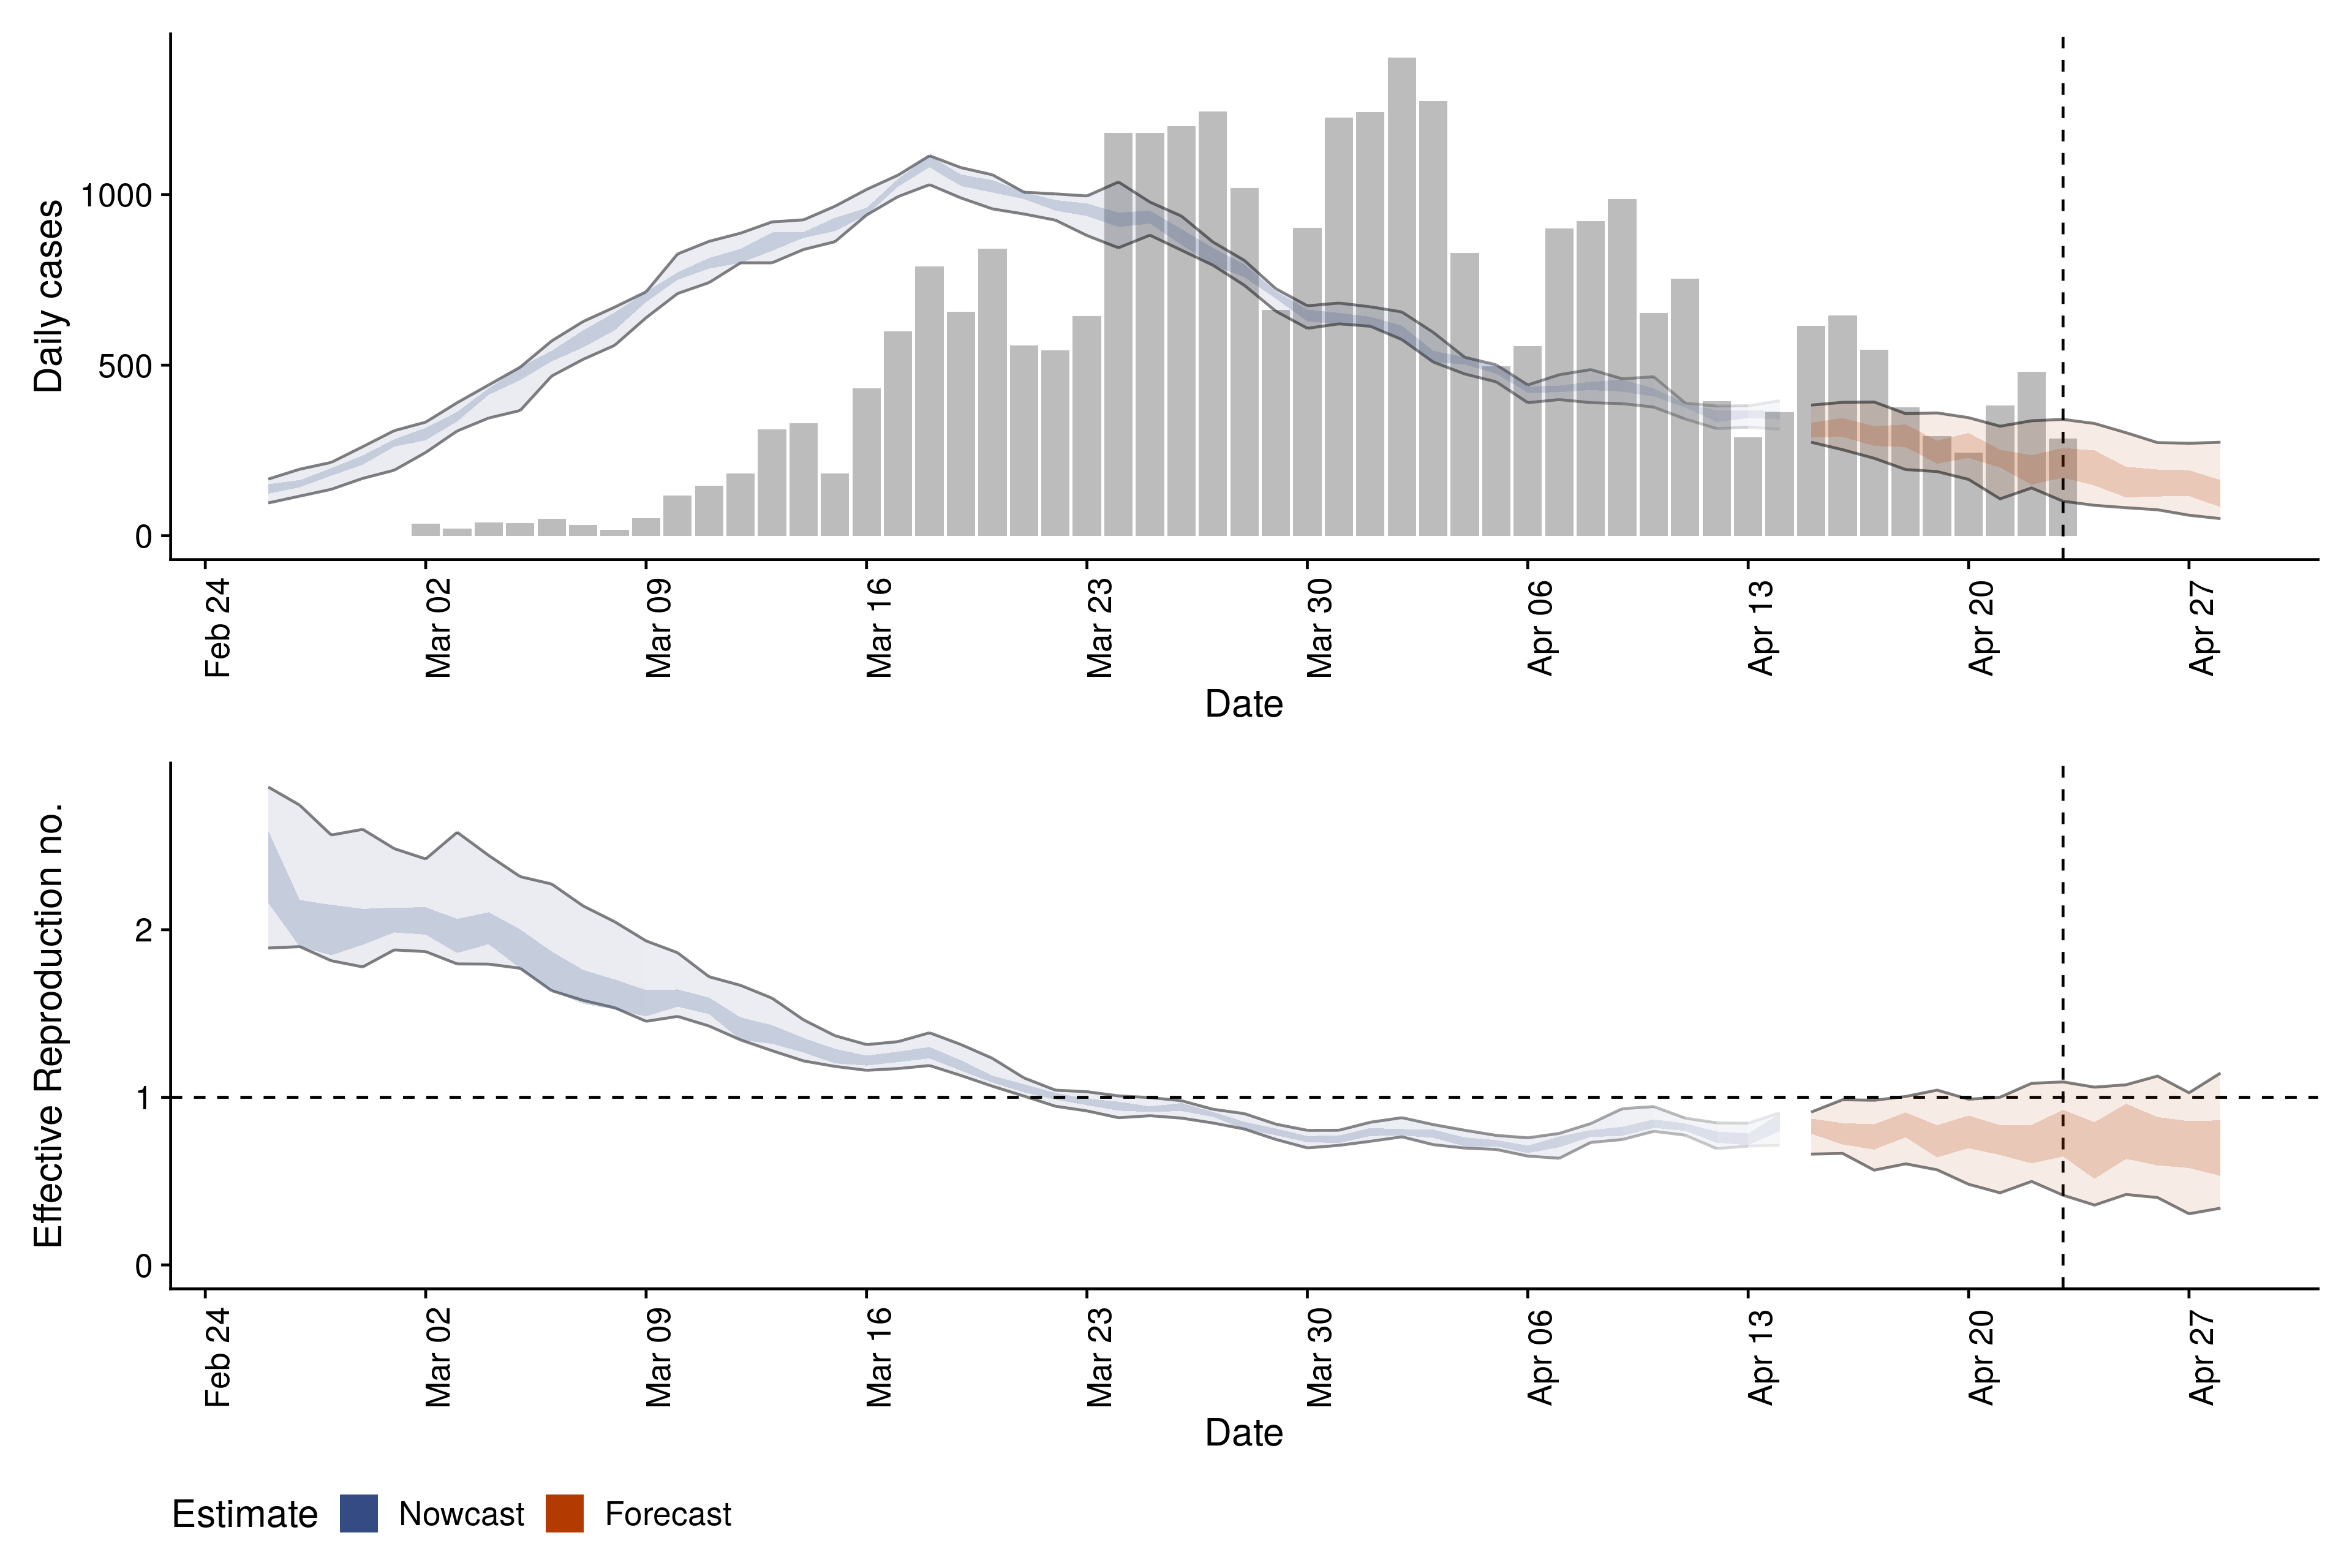 Daily cases
1000
500
0
Feb 24
Mar 02
Mar 09
Mar 16
Mar 23
Mar 30
Apr 06
Apr 13
Apr 20
Apr 27
Date
Effective Reproduction no.
2
1
0
Feb 24
Mar 02
Mar 09
Mar 16
Mar 23
Mar 30
Apr 06
Apr 13
Apr 20
Apr 27
Date
Estimate Nowcast Forecast